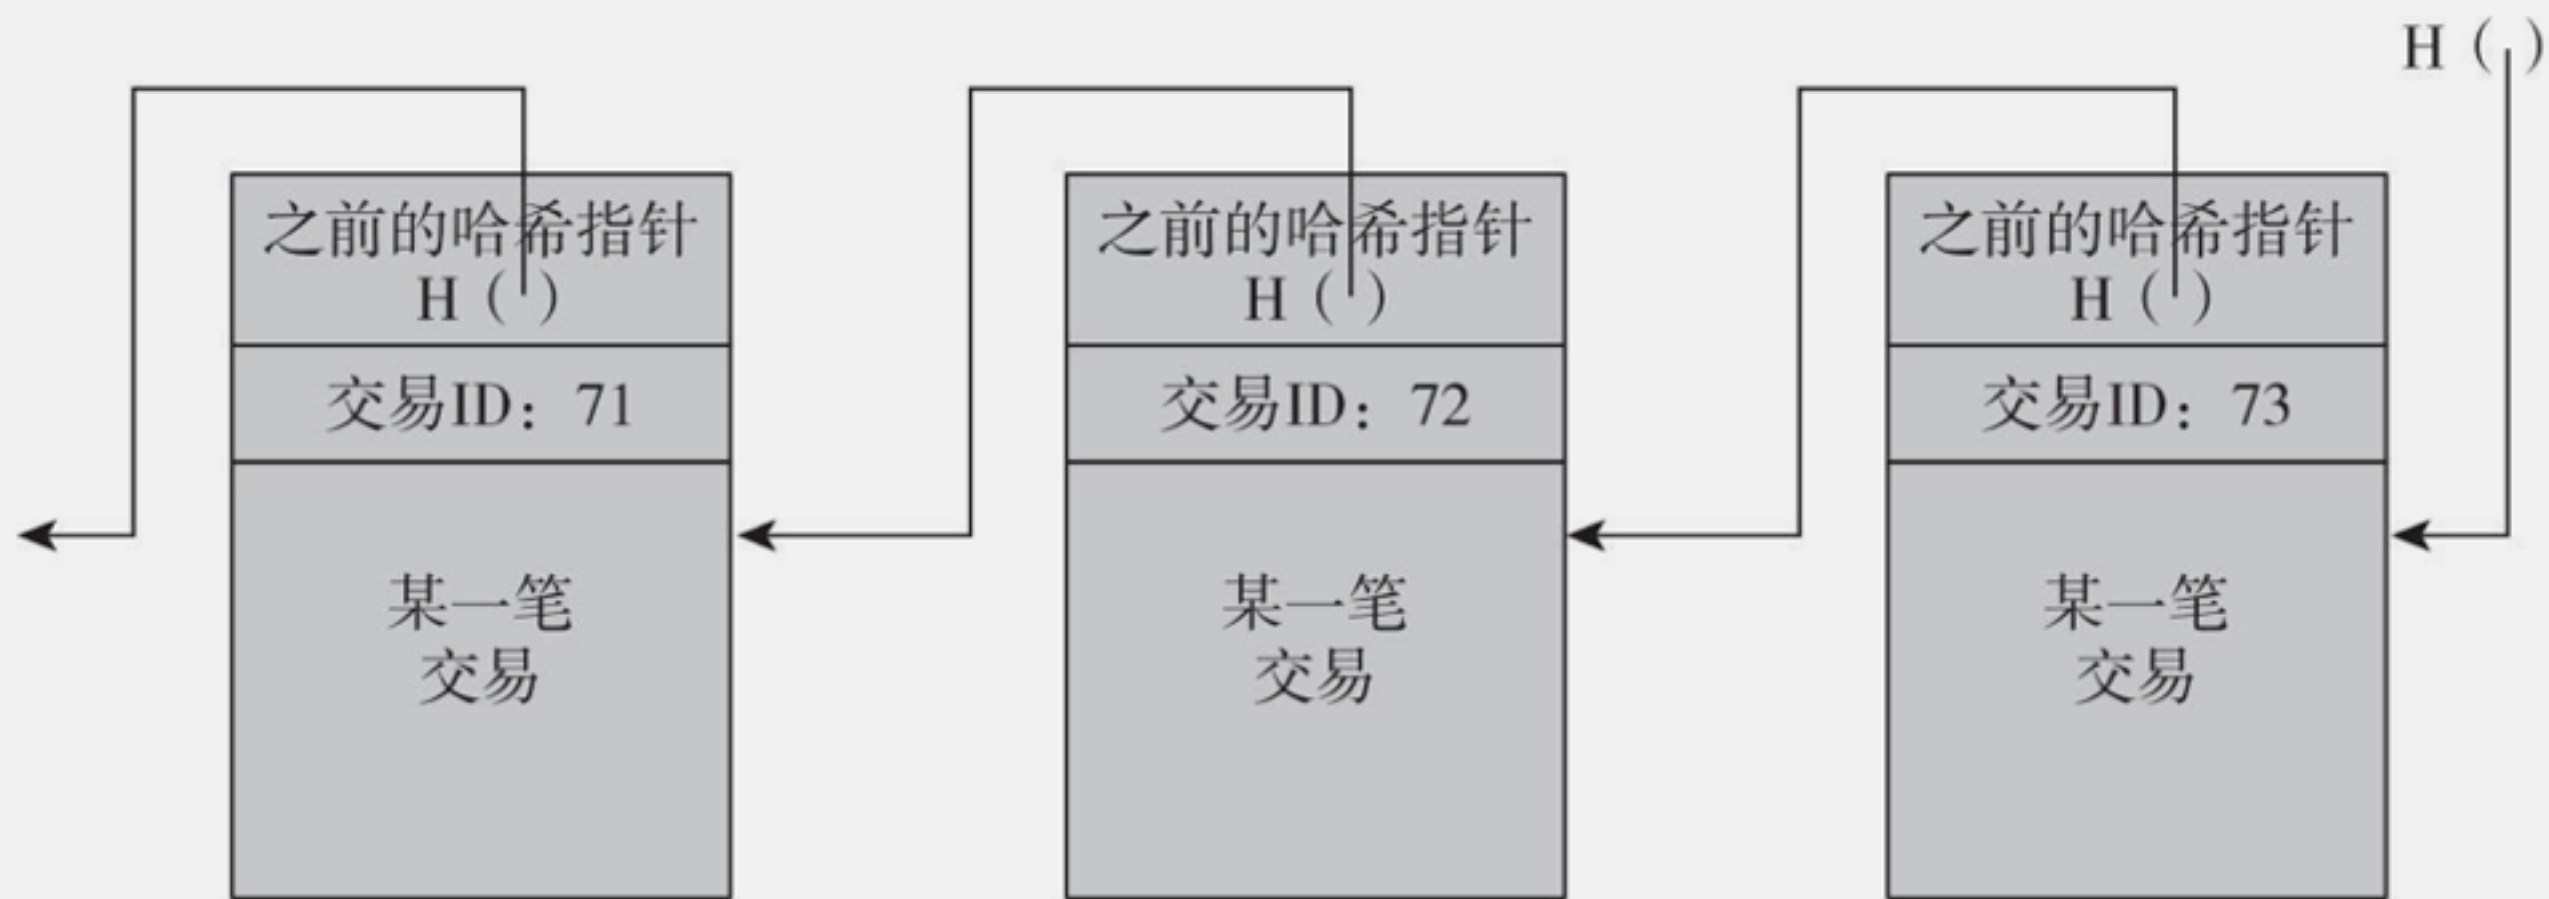 H（ ）
之前的哈希指针
H（ ）
交易ID：71
某一笔
交易
之前的哈希指针
H（ ）
交易ID：72
某一笔
交易
之前的哈希指针
H（ ）
交易ID：73
某一笔
交易